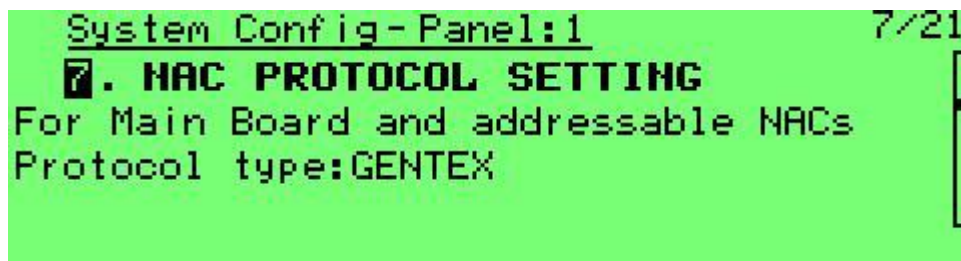 System Config-Panel:1 7/21
7. NAC PROTOCOL SETTING
For Main Board and addressable NACs
Protocol type:GENTEX